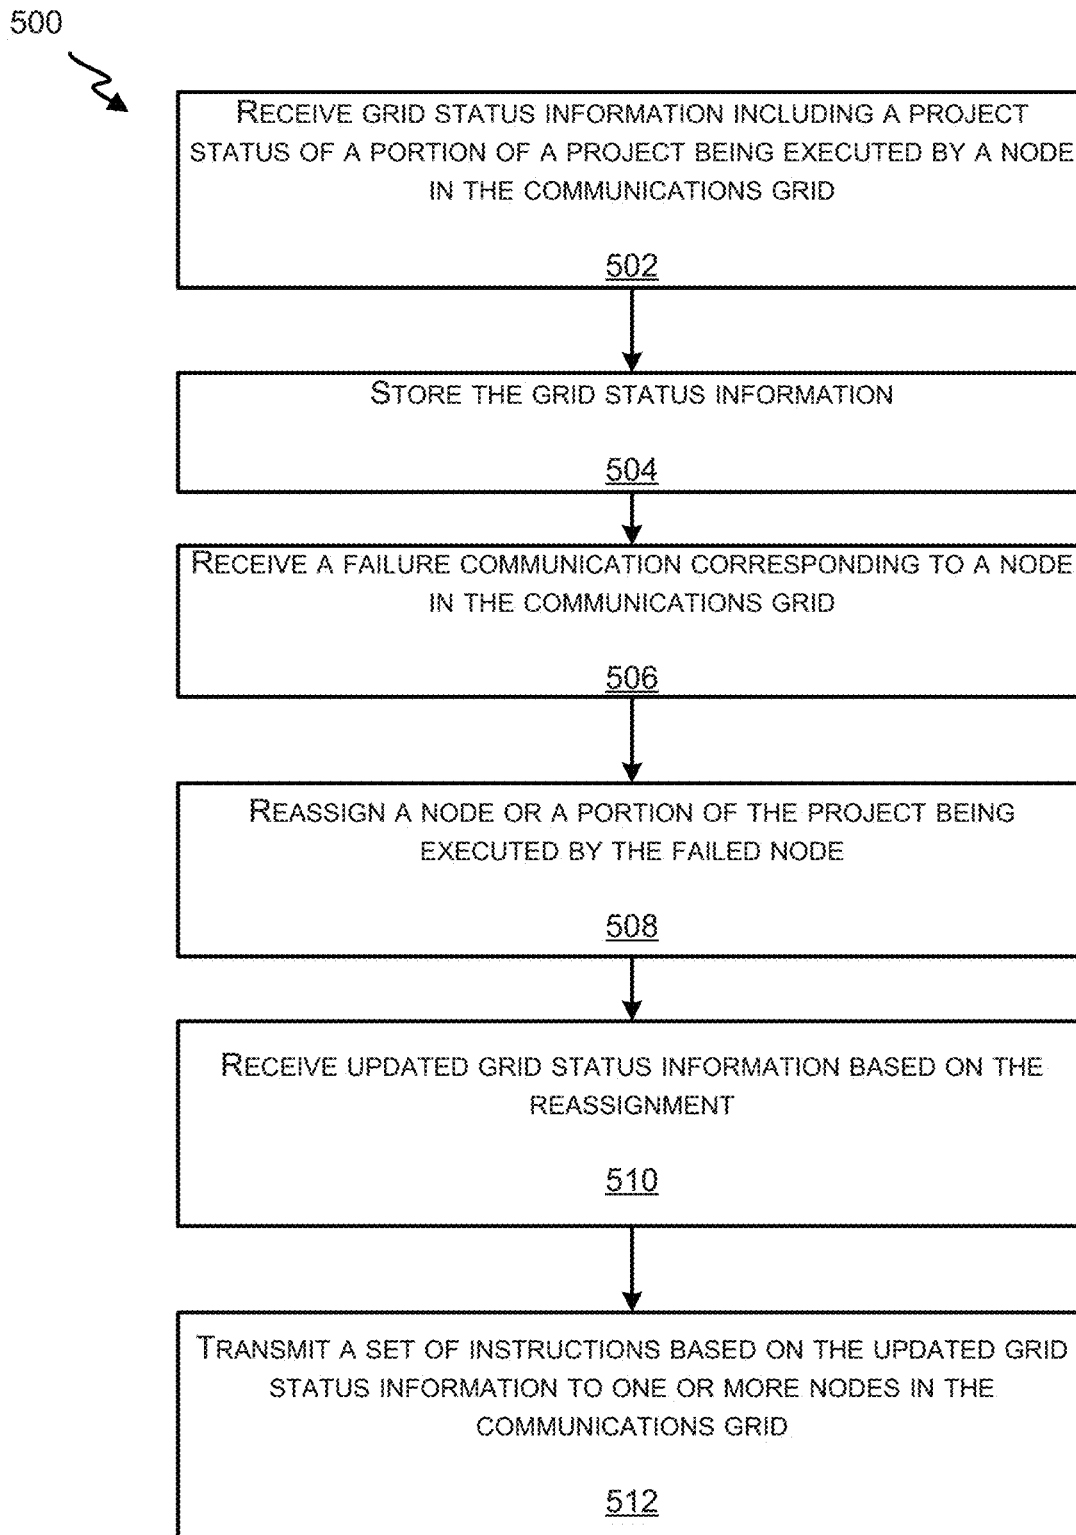 500
RECEIVE GRID STATUS INFORMATION INCLUDING A PROJECT
STATUS OF A PORTION OF A PROJECT BEING EXECUTED BY A NODE
IN THE COMMUNICATIONS GRID
502
STORE THE GRID STATUS INFORMATION
504
RECEIVE A FAILURE COMMUNICATION CORRESPONDING TO A NODE
IN THE COMMUNICATIONS GRID
506
REASSIGN A NODE OR A PORTION OF THE PROJECT BEING
EXECUTED BY THE FAILED NODE
508
RECEIVE UPDATED GRID STATUS INFORMATION BASED ON THE
REASSIGNMENT
510
TRANSMIT A SET OF INSTRUCTIONS BASED ON THE UPDATED GRID
STATUS INFORMATION TO ONE OR MORE NODES IN THE
COMMUNICATIONS GRID
512